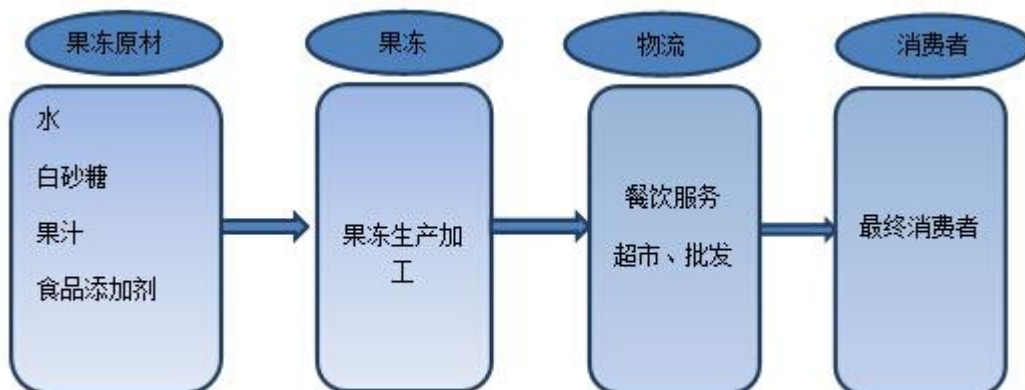 果冻原材
果冻
物流
消费者
水
白砂糖
果汁
食品添加剂
果冻生产加
工
餐饮服务
超市、批发
最终消费者